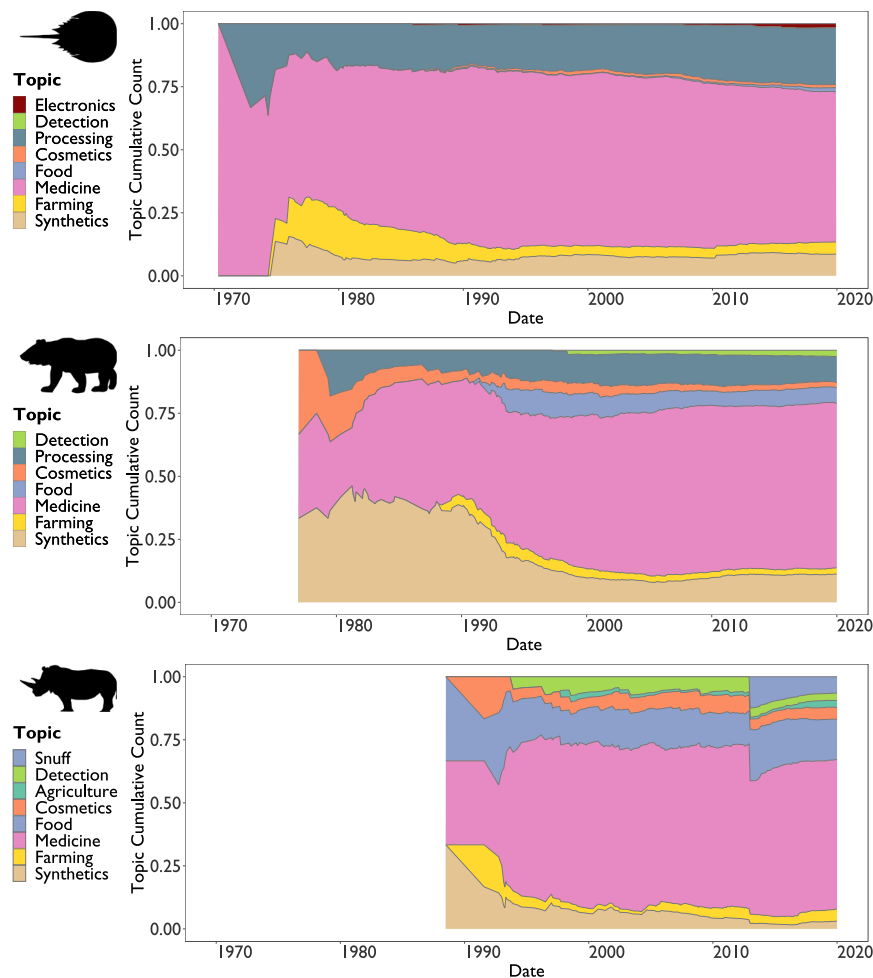 Topic
Electronics
Detection
Processing
Cosmetics
Food
Medicine
Farming
Synthetics
Topic Cumulative Count
1.00
0.75
0.50
0.25
0.00
1970 1980 1990 2000 2010 2020
Date
Topic
Detection
Processing
Cosmetics
Food
Medicine
Farming
Synthetics
Topic Cumulative Count
1.00
0.75
0.50
0.25
0.00
1970 1980 1990 2000 2010 2020
Date
Topic
Snuff
Detection
Agriculture
Cosmetics
Food
Medicine
Farming
Synthetics
Topic Cumulative Count
1.00
0.75
0.50
0.25
0.00
1970 1980 1990 2000 2010 2020
Date